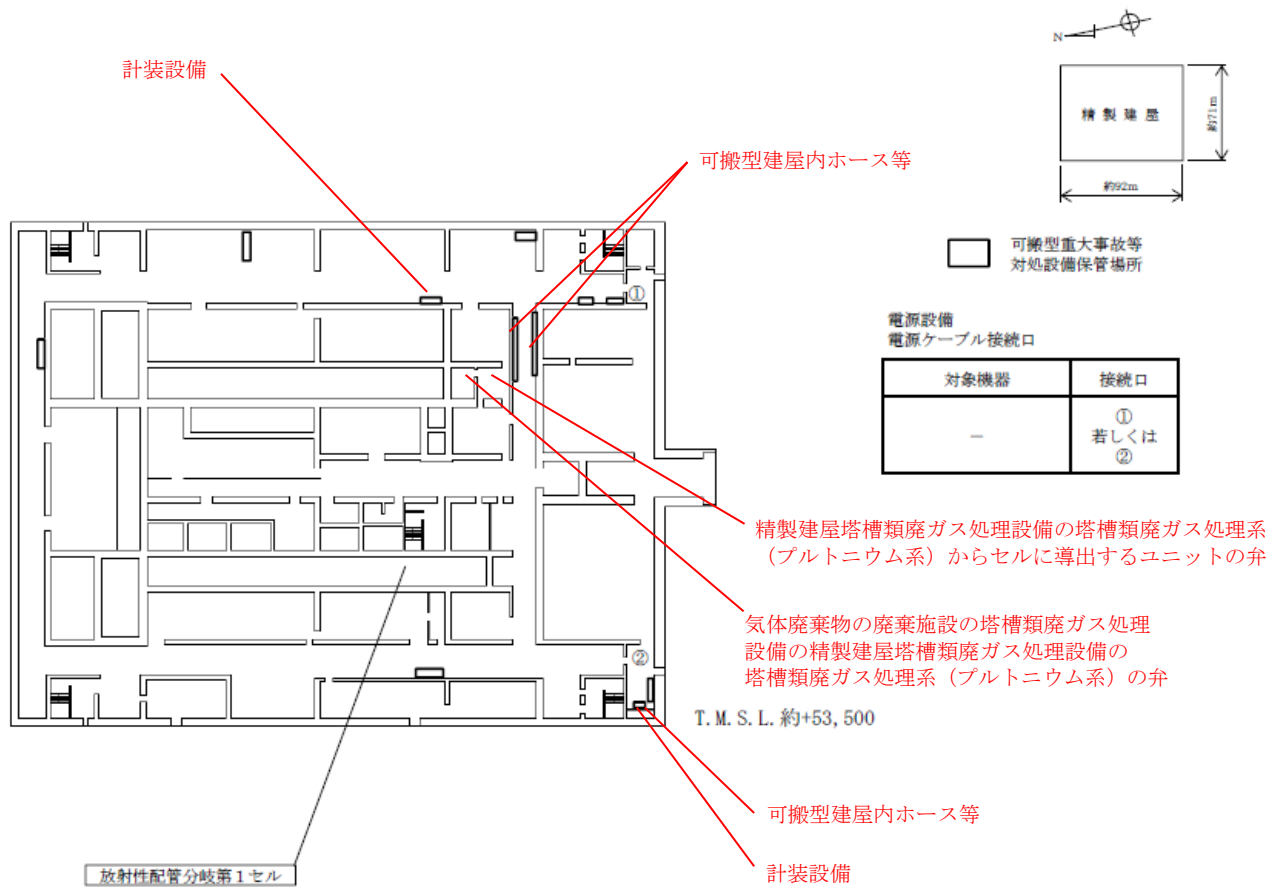 計装設備
可搬型建屋内ホース等
N
精製建屋
約71m
約92m
可搬型重大事故等
対処設備保管場所
電源設備
電源ケーブル接続口
対象機器
接続口
－
①
若しくは
②
①
精製建屋塔槽類廃ガス処理設備の塔槽類廃ガス処理系
（プルトニウム系）からセルに導出するユニットの弁
気体廃棄物の廃棄施設の塔槽類廃ガス処理
設備の精製建屋塔槽類廃ガス処理設備の
塔槽類廃ガス処理系（プルトニウム系）の弁
②
T.M.S.L.約+53,500
可搬型建屋内ホース等
計装設備
放射性配管分岐第１セル